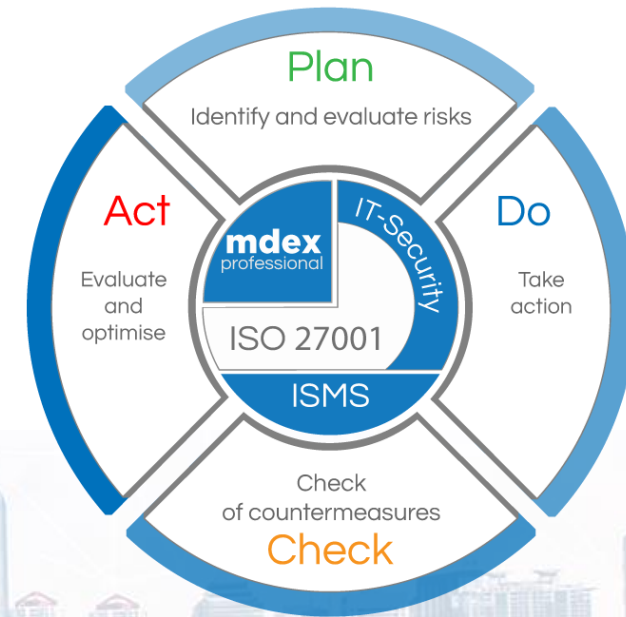 Plan
Identify and evaluate risks
Act
Evaluate
and
optimise
mdex
professional
IT-Security
ISO 27001
ISMS
Do
Take
action
Check
of countermeasures
Check